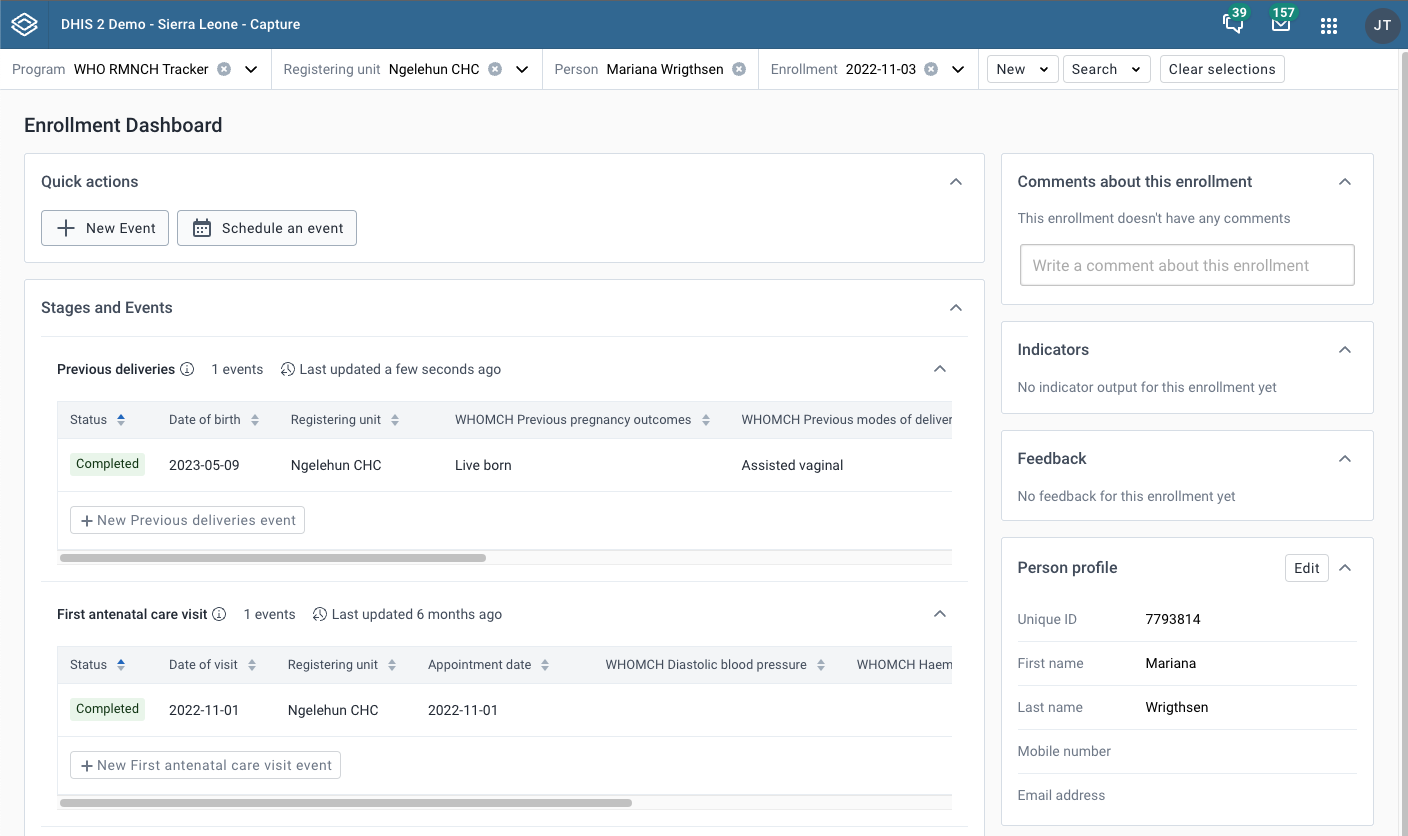 DHIS 2 Demo - Sierra Leone - Capture
39
157
JT
Program WHO RMNCH Tracker
Registering unit Ngelehun CHC
Person Mariana Wrigthsen
Enrollment 2022-11-03
New
Search
Clear selections
Enrollment Dashboard
Quick actions
New Event
Schedule an event
Stages and Events
Previous deliveries 1 events Last updated a few seconds ago
Status Date of birth Registering unit WHOMCH Previous pregnancy outcomes WHOMCH Previous modes of deliver
Completed 2023-05-09 Ngelehun CHC Live born Assisted vaginal
New Previous deliveries event
First antenatal care visit 1 events Last updated 6 months ago
Status Date of visit Registering unit Appointment date WHOMCH Diastolic blood pressure WHOMCH Haem
Completed 2022-11-01 Ngelehun CHC 2022-11-01
New First antenatal care visit event
Comments about this enrollment
This enrollment doesn't have any comments
Write a comment about this enrollment
Indicators
No indicator output for this enrollment yet
Feedback
No feedback for this enrollment yet
Person profile
Edit
Unique ID 7793814
First name Mariana
Last name Wrigthsen
Mobile number
Email address